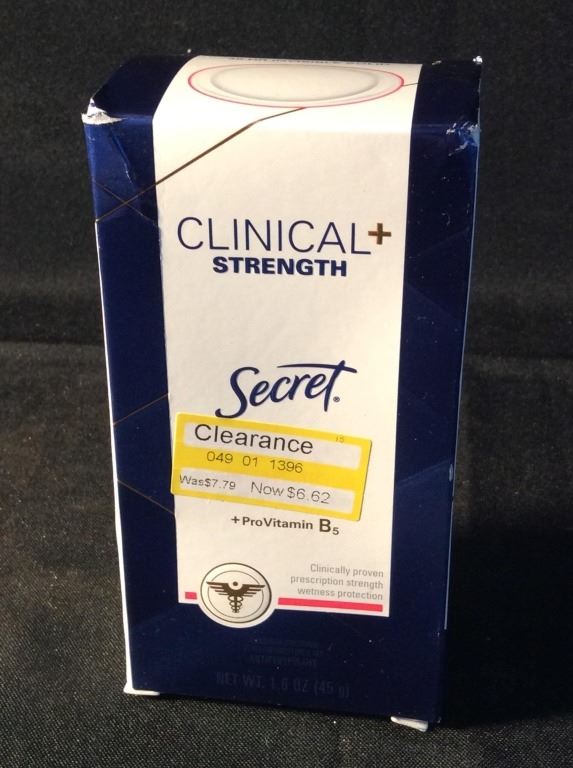 CLINICAL+
STRENGTH
Secret®
Clearance 15
049 01 1396
Was$7.79 Now $6.62
+ProVitamin B5
Clinically proven
prescription strength
wetness protection
NET WT. 1.6 OZ (45 g)